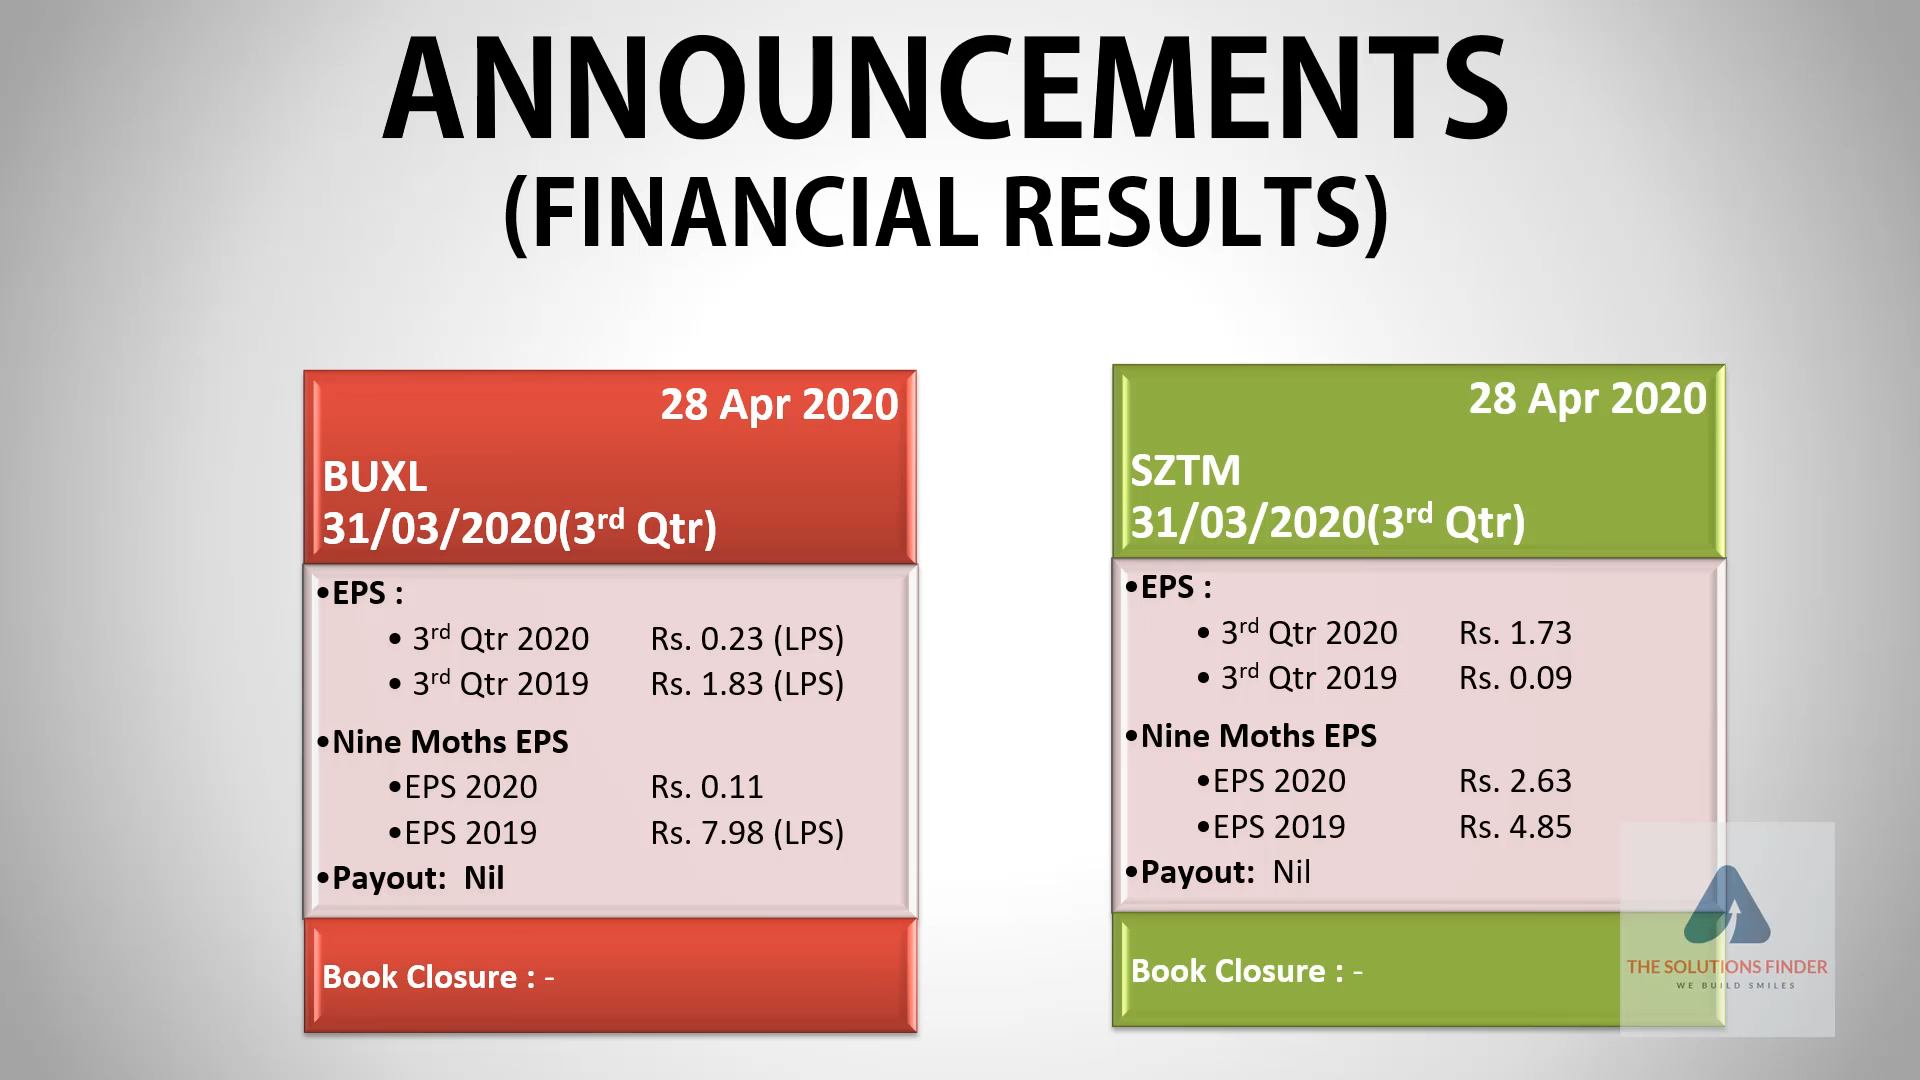 ANNOUNCEMENTS
(FINANCIAL RESULTS)
28 Apr 2020
BUXL
31/03/2020(3rd Qtr)
•EPS :
• 3rd Qtr 2020 Rs. 0.23 (LPS)
• 3rd Qtr 2019 Rs. 1.83 (LPS)
•Nine Moths EPS
•EPS 2020 Rs. 0.11
•EPS 2019 Rs. 7.98 (LPS)
•Payout: Nil
Book Closure : -
28 Apr 2020
SZTM
31/03/2020(3rd Qtr)
•EPS :
• 3rd Qtr 2020 Rs. 1.73
• 3rd Qtr 2019 Rs. 0.09
•Nine Moths EPS
•EPS 2020 Rs. 2.63
•EPS 2019 Rs. 4.85
•Payout: Nil
Book Closure : -
THE SOLUTIONS FINDER
WE BUILD SMILES